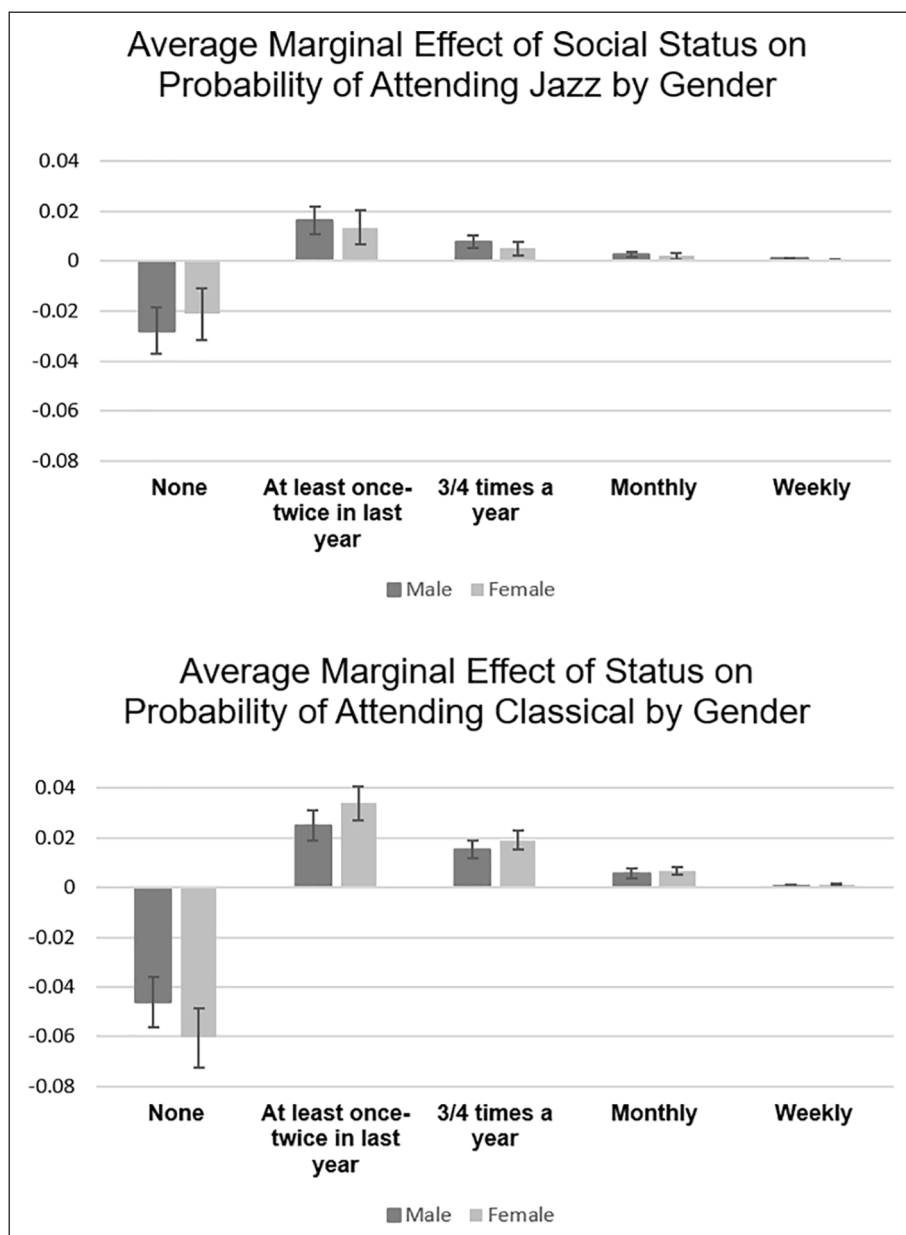 Average Marginal Effect of Social Status on
Probability of Attending Jazz by Gender
0.04
0.02
0
-0.02
-0.04
-0.06
-0.08
None
At least once-
twice in last
year
3/4 times a
year
Monthly
Weekly
Male
Female
Average Marginal Effect of Status on
Probability of Attending Classical by Gender
0.04
0.02
0
-0.02
-0.04
-0.06
-0.08
None
At least once-
twice in last
year
3/4 times a
year
Monthly
Weekly
Male
Female